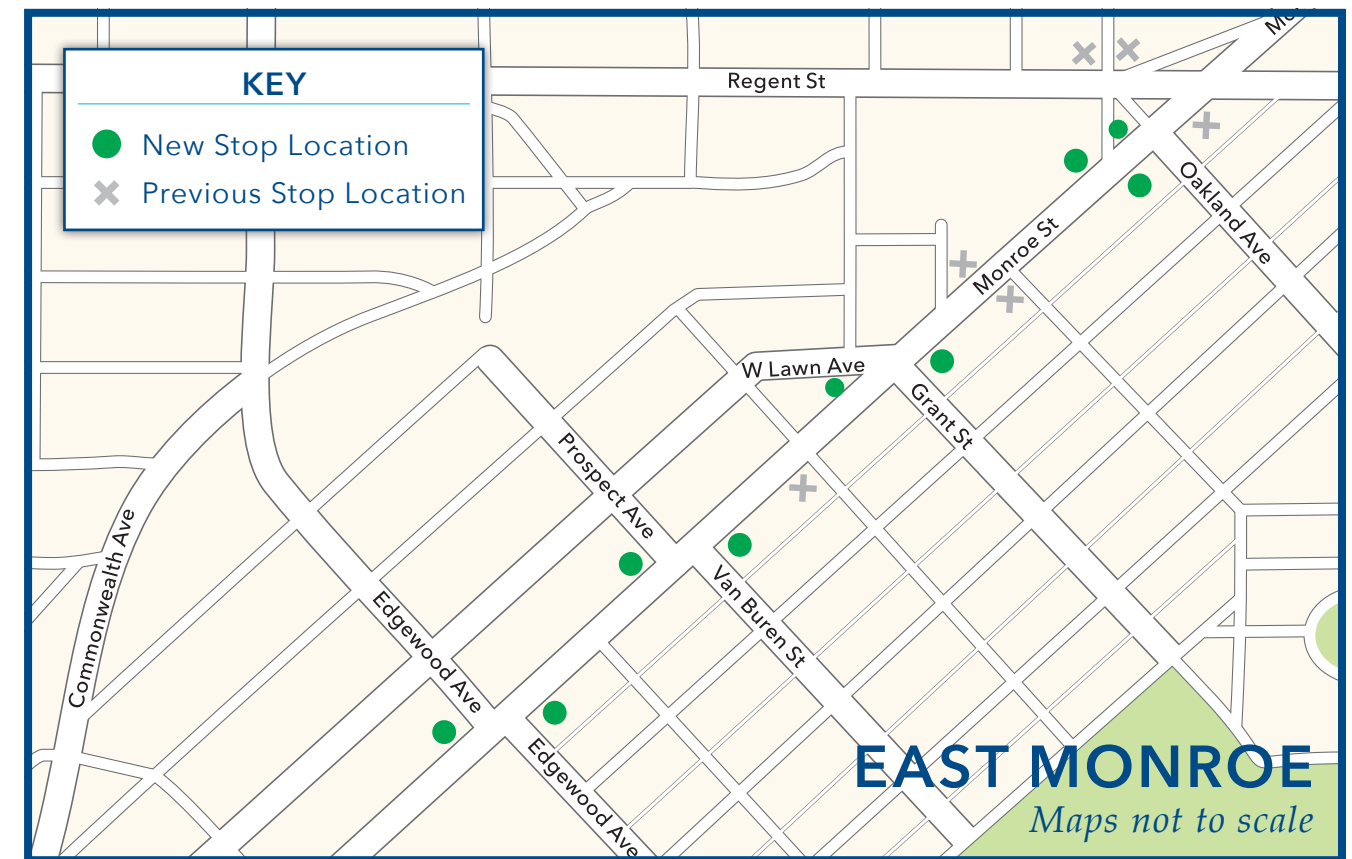 KEY
New Stop Location
Previous Stop Location
Regent St
Oakland Ave
Monroe St
W Lawn Ave
Grant St
Prospect Ave
Commonwealth Ave
Van Buren St
Edgewood Ave
Edgewood Ave
EAST MONROE
Maps not to scale